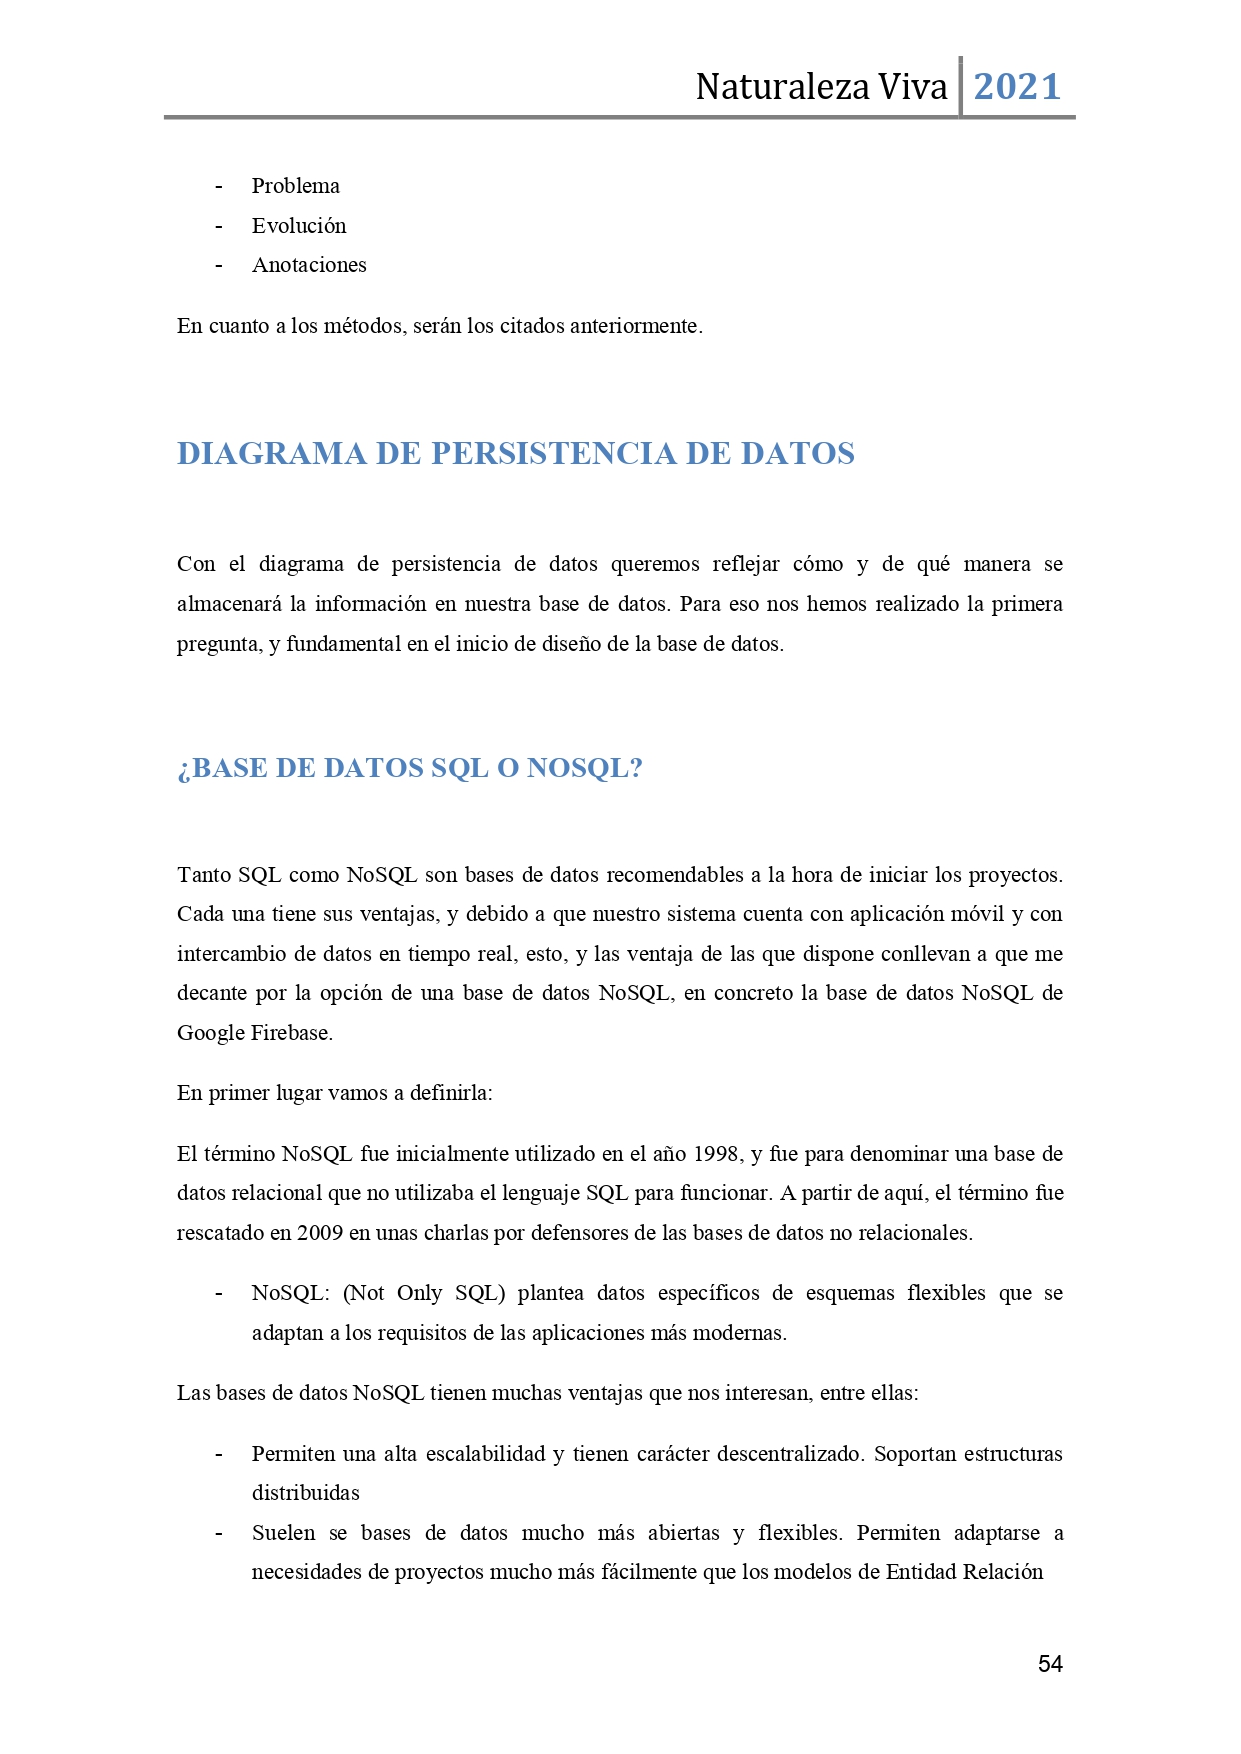 Naturaleza Viva 2021
- Problema
- Evolución
- Anotaciones
En cuanto a los métodos, serán los citados anteriormente.
DIAGRAMA DE PERSISTENCIA DE DATOS
Con el diagrama de persistencia de datos queremos reflejar cómo y de qué manera se
almacenará la información en nuestra base de datos. Para eso nos hemos realizado la primera
pregunta, y fundamental en el inicio de diseño de la base de datos.
¿BASE DE DATOS SQL O NOSQL?
Tanto SQL como NoSQL son bases de datos recomendables a la hora de iniciar los proyectos.
Cada una tiene sus ventajas, y debido a que nuestro sistema cuenta con aplicación móvil y con
intercambio de datos en tiempo real, esto, y las ventaja de las que dispone conllevan a que me
decante por la opción de una base de datos NoSQL, en concreto la base de datos NoSQL de
Google Firebase.
En primer lugar vamos a definirla:
El término NoSQL fue inicialmente utilizado en el año 1998, y fue para denominar una base de
datos relacional que no utilizaba el lenguaje SQL para funcionar. A partir de aquí, el término fue
rescatado en 2009 en unas charlas por defensores de las bases de datos no relacionales.
- NoSQL: (Not Only SQL) plantea datos específicos de esquemas flexibles que se
adaptan a los requisitos de las aplicaciones más modernas.
Las bases de datos NoSQL tienen muchas ventajas que nos interesan, entre ellas:
- Permiten una alta escalabilidad y tienen carácter descentralizado. Soportan estructuras
distribuidas
- Suelen se bases de datos mucho más abiertas y flexibles. Permiten adaptarse a
necesidades de proyectos mucho más fácilmente que los modelos de Entidad Relación
54